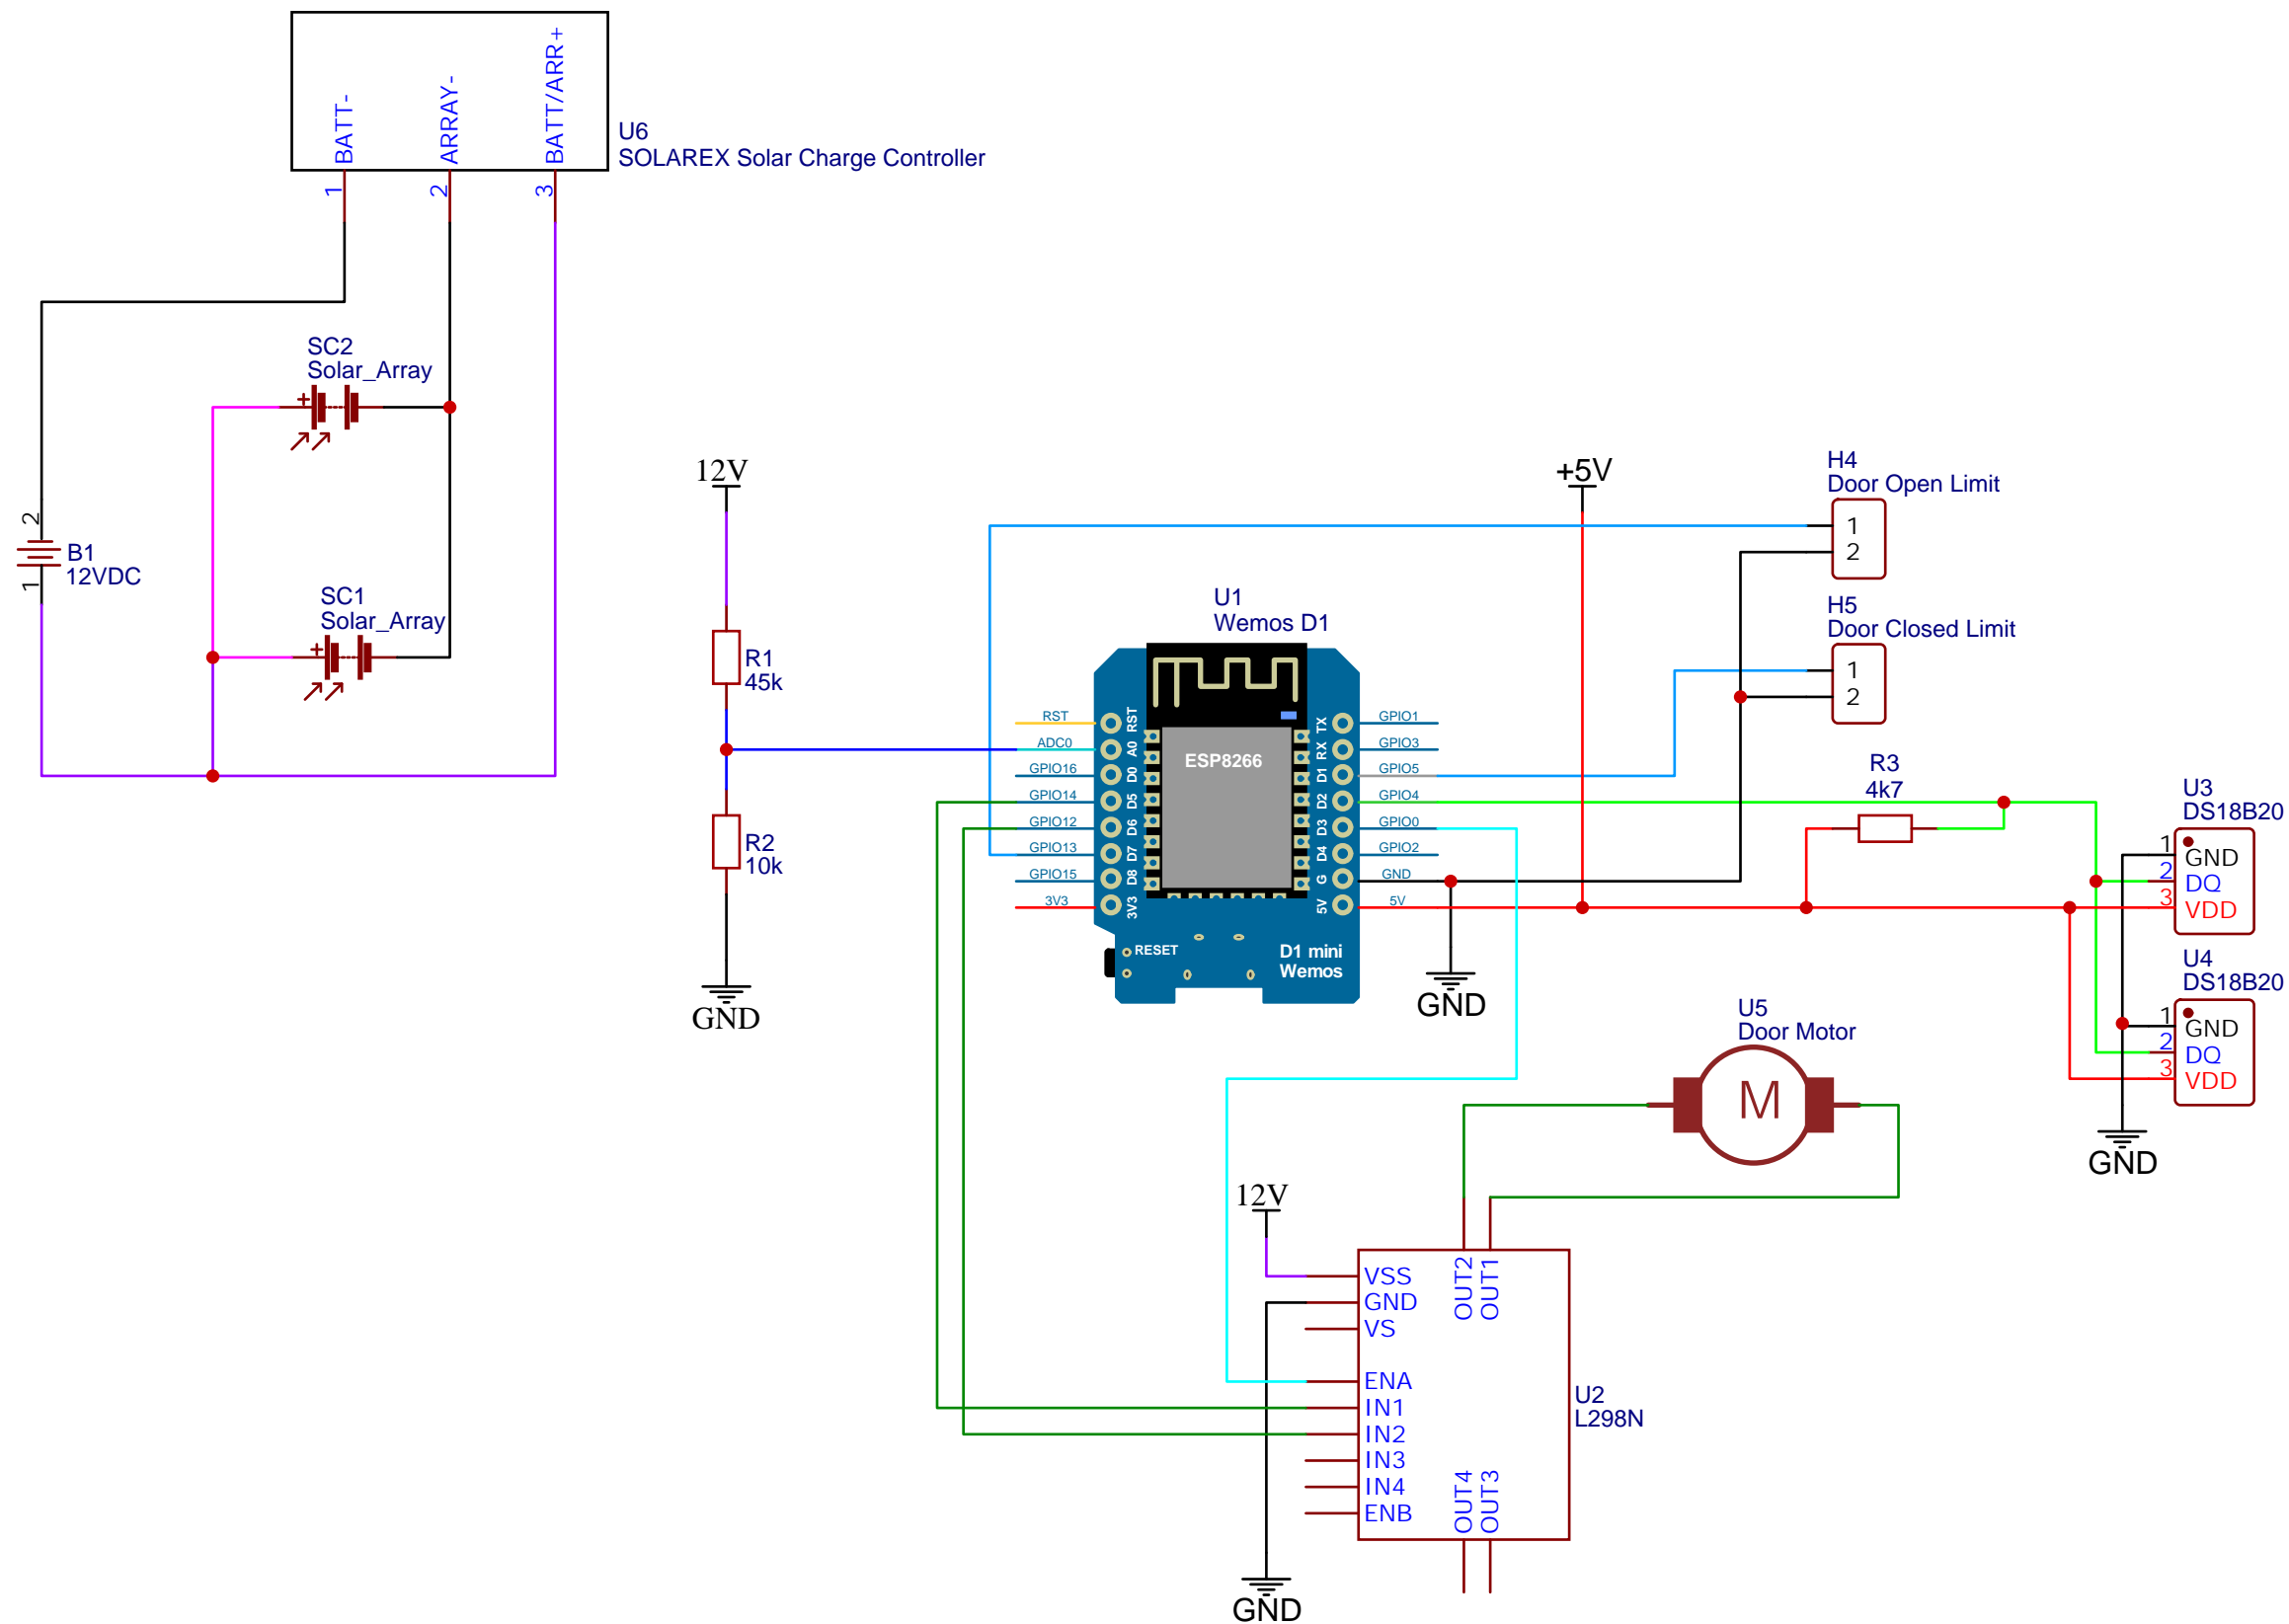 BATT-
ARRAY-
BATT/ARR+
1
2
3
U6
SOLAREX Solar Charge Controller
SC2
Solar_Array
+
2
B1
12VDC
1
SC1
Solar_Array
+
12V
R1
45k
R2
10k
GND
U1
Wemos D1
RST
ADC0
GPIO16
GPIO14
GPIO12
GPIO13
GPIO15
3V3
RST
A0
D0
D5
D6
D7
D8
3V3
ESP8266
TX
RX
D1
D2
D3
D4
G
5V
GPIO1
GPIO3
GPIO5
GPIO4
GPIO0
GPIO2
GND
5V
RESET
D1 mini
Wemos
GND
+5V
H4
Door Open Limit
1
2
H5
Door Closed Limit
1
2
R3
4k7
U3
DS18B20
1
GND
2
DQ
3
VDD
U4
DS18B20
1
GND
2
DQ
3
VDD
GND
U5
Door Motor
M
12V
VSS
GND
VS
ENA
IN1
IN2
IN3
IN4
ENB
OUT2
OUT1
OUT4
OUT3
U2
L298N
GND